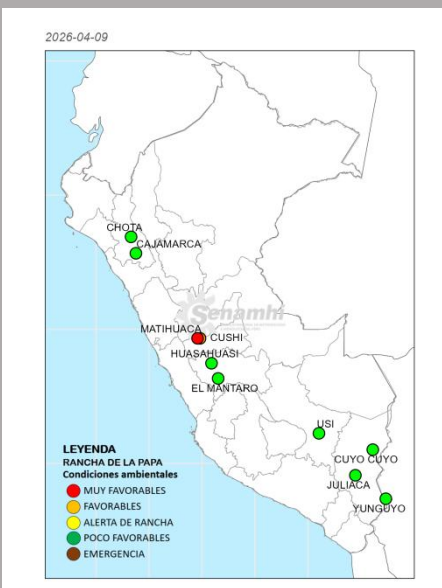 2026-04-09
CHOTA
CAJAMARCA
Senamhi
MATIHUACA
CUSHI
HUASAHUASI
EL MANTARO
USI
CUYO CUYO
JULIACA
YUNGUYO
LEYENDA
RANCHA DE LA PAPA
Condiciones ambientales
MUY FAVORABLES
FAVORABLES
ALERTA DE RANCHA
POCO FAVORABLES
EMERGENCIA